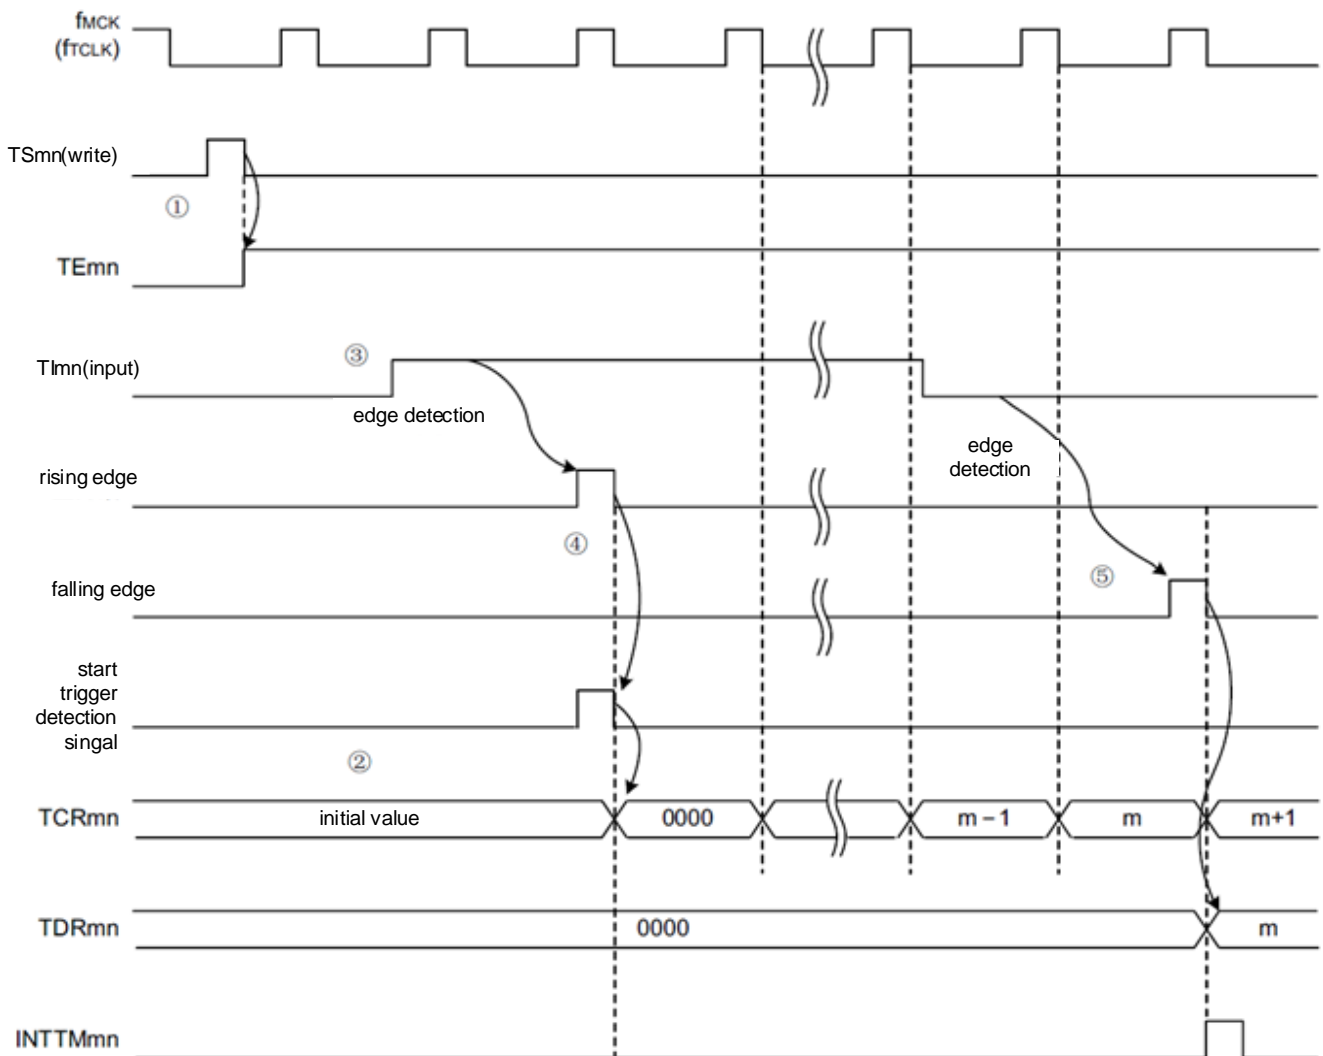 fMCK
(fTCLK)
TSmn(write)
①
TEmn
③
TImn(input)
edge detection
edge
detection
rising edge
④
⑤
falling edge
start
trigger
detection
singal
②
TCRmn
initial value
0000
m − 1
m
m+1
TDRmn
0000
m
INTTMmn